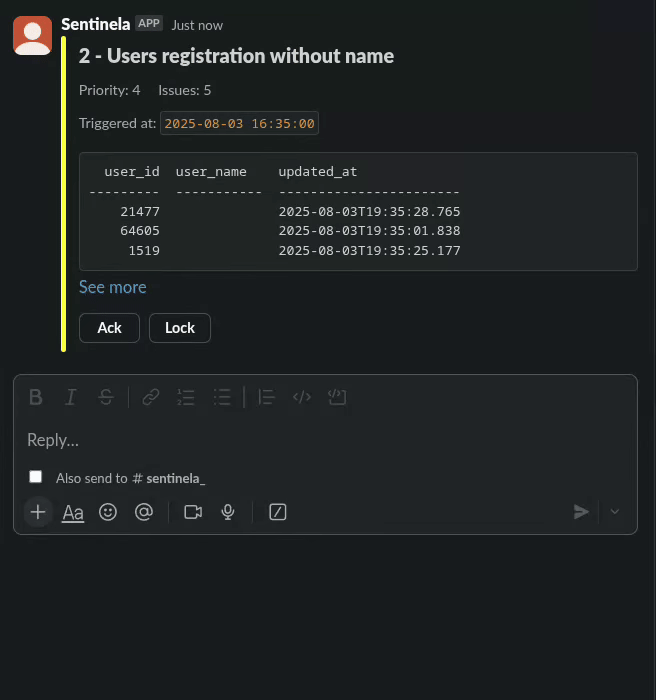 Sentinela APP Just now
2 - Users registration without name
Priority: 4 Issues: 5
Triggered at: 2025-08-03 16:35:00
user_id user_name updated_at
--------- ----------- -----------------------
21477 2025-08-03T19:35:28.765
64605 2025-08-03T19:35:01.838
1519 2025-08-03T19:35:25.177
See more
Ack Lock
B I S
Reply...
Also send to # sentinela_
Aa